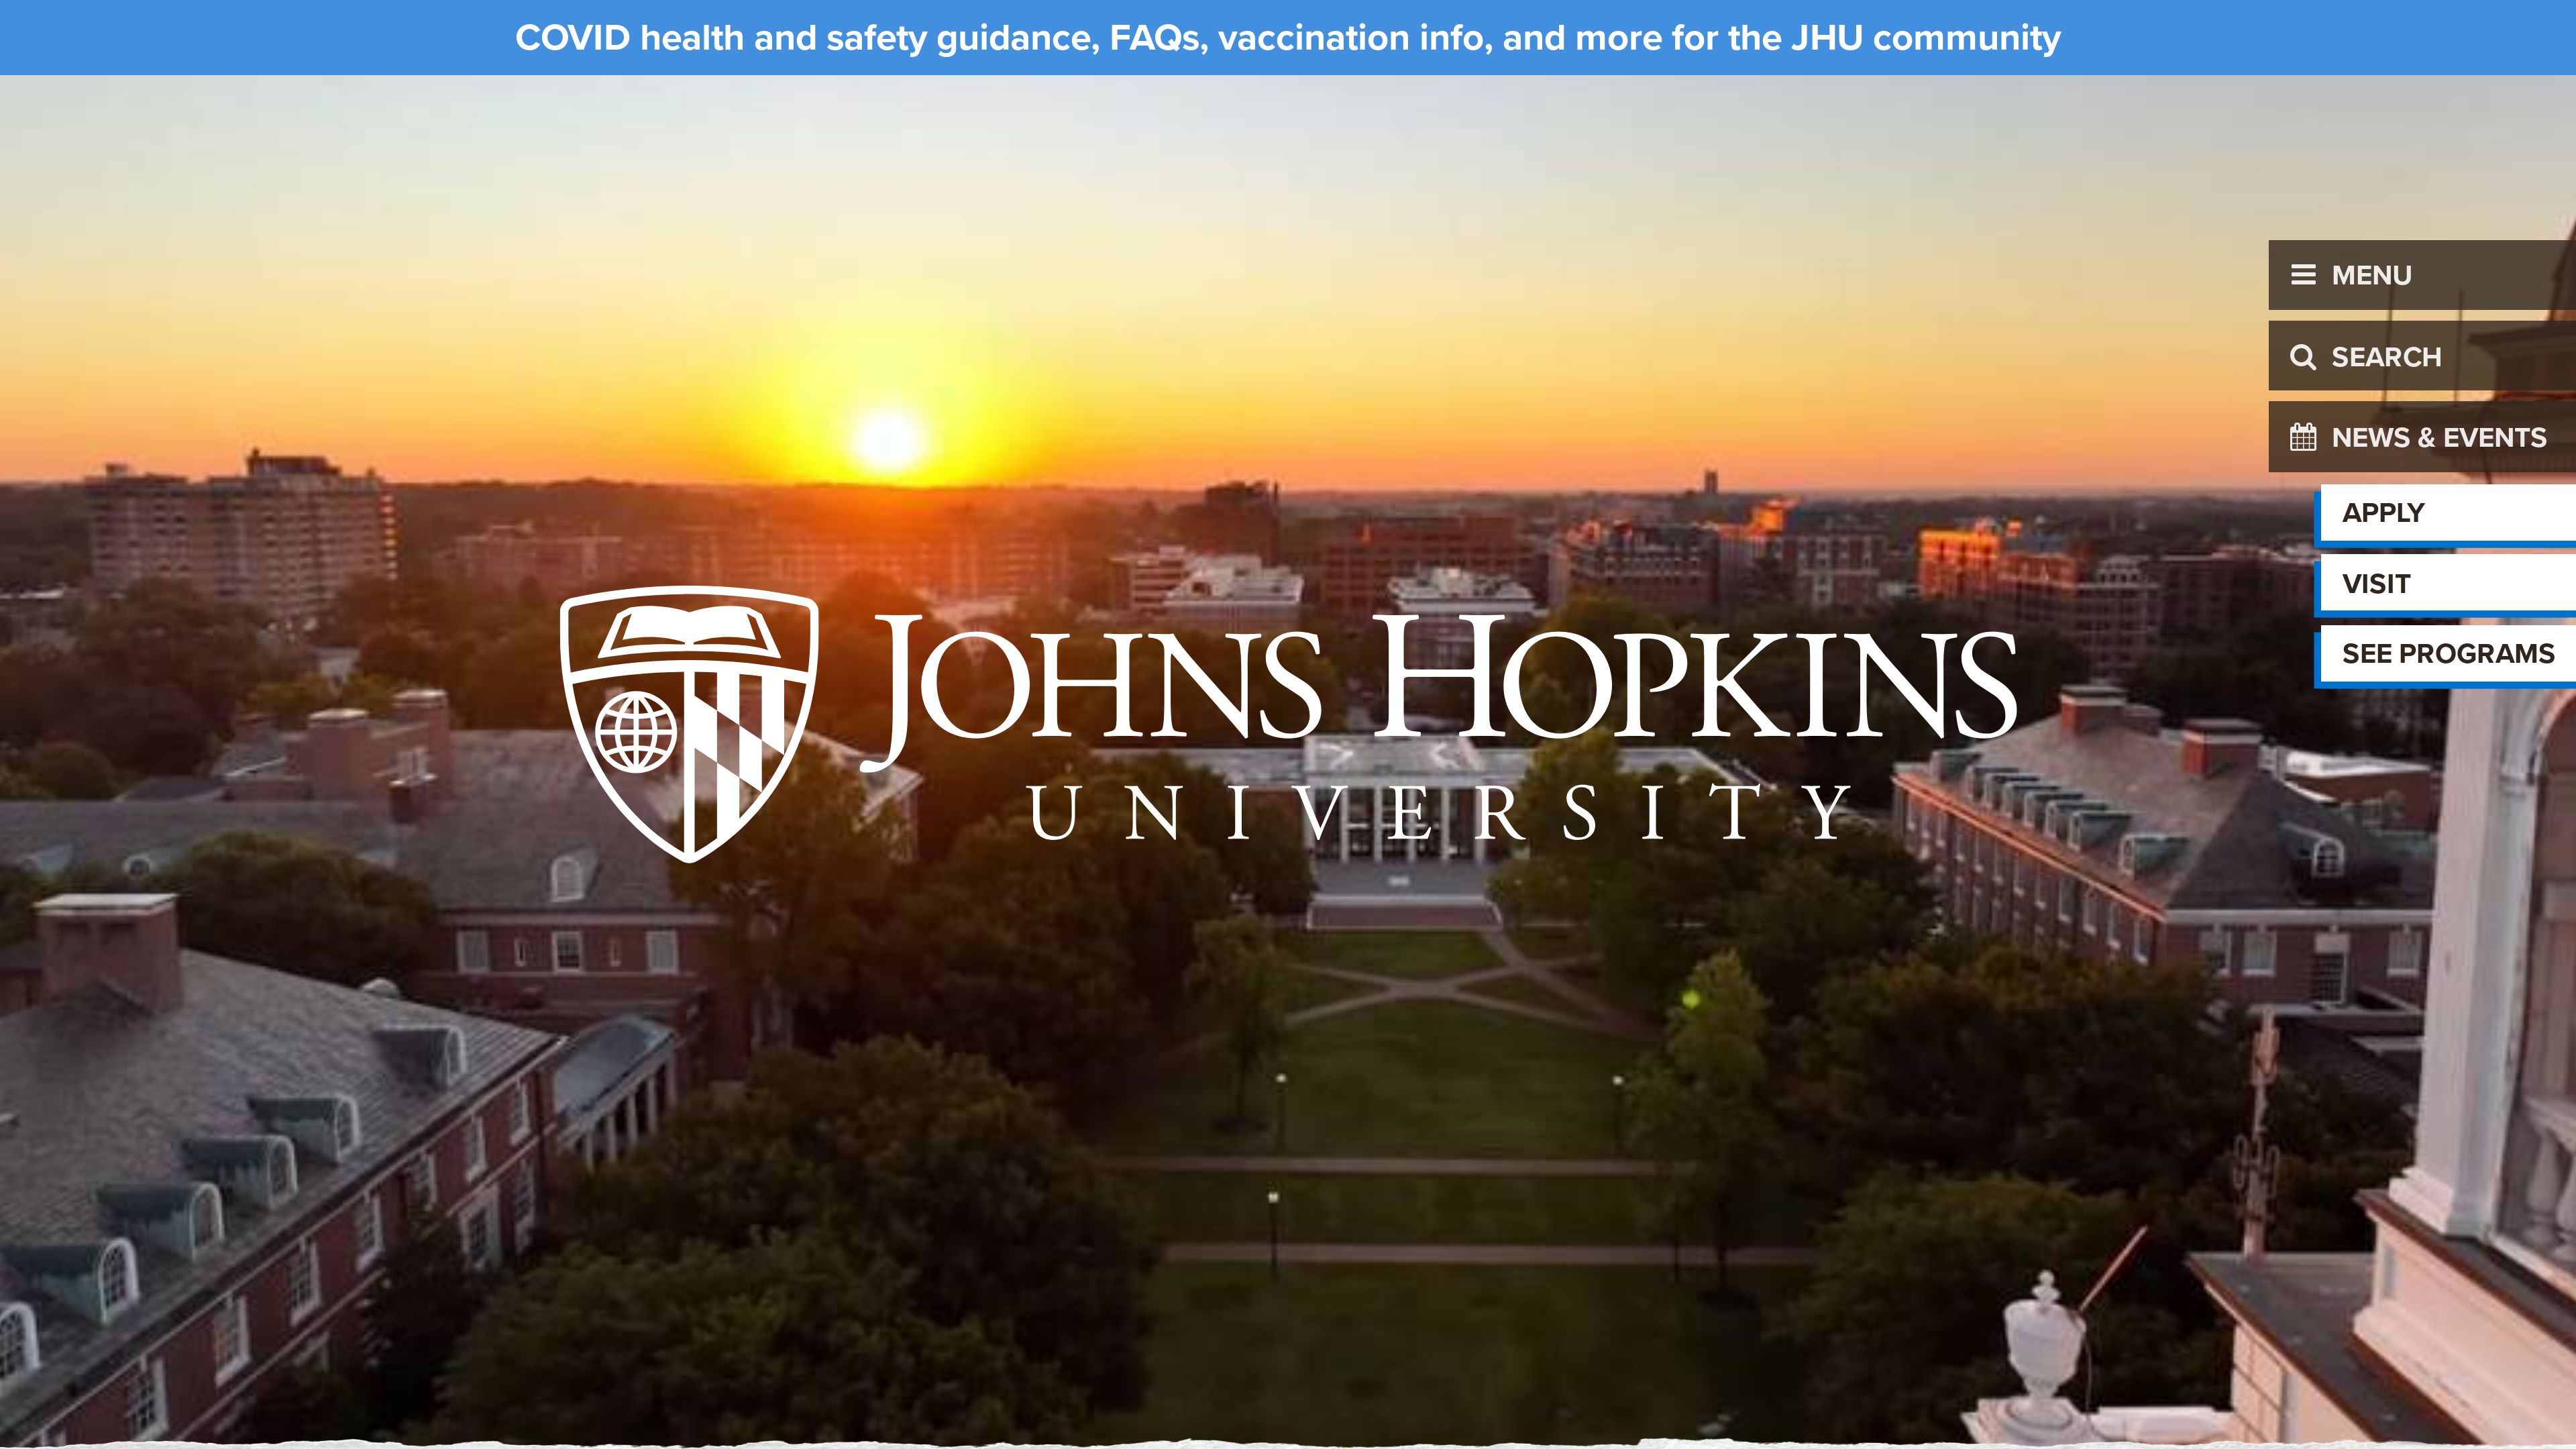 COVID health and safety guidance, FAQs, vaccination info, and more for the JHU community
MENU
SEARCH
NEWS & EVENTS
APPLY
VISIT
SEE PROGRAMS
JOHNS HOPKINS
UNIVERSITY